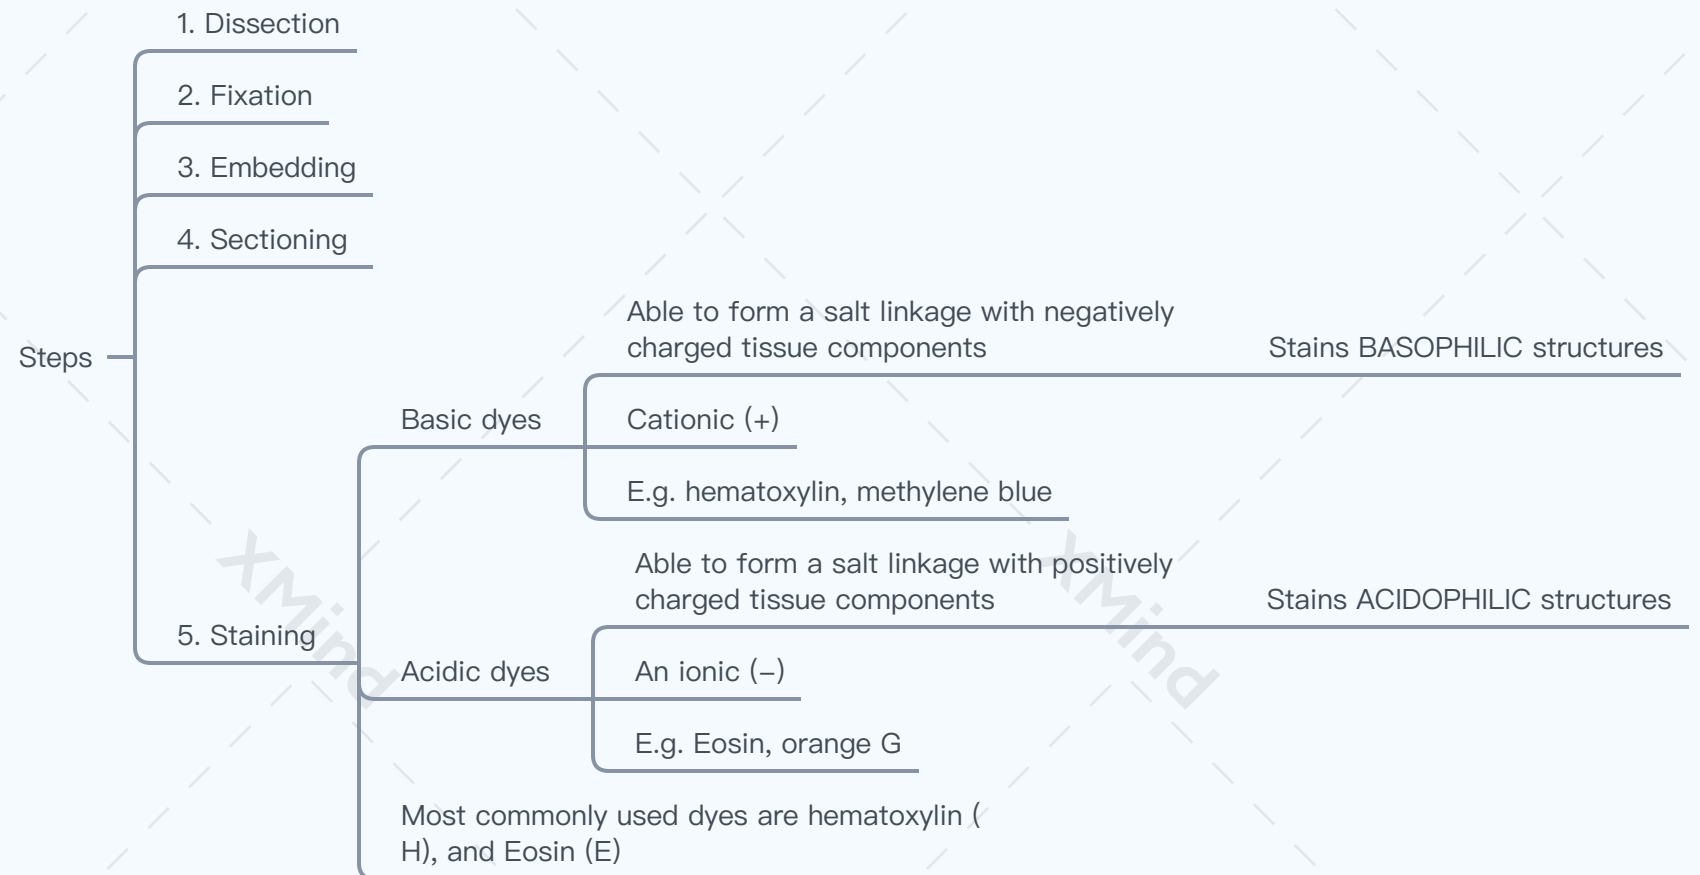 1. Dissection
2. Fixation
3. Embedding
4. Sectioning
Steps
Able to form a salt linkage with negatively
charged tissue components
Stains BASOPHILIC structures
Basic dyes
Cationic (+)
E.g. hematoxylin, methylene blue
Able to form a salt linkage with positively
charged tissue components
Stains ACIDOPHILIC structures
5. Staining
Acidic dyes
An ionic (–)
E.g. Eosin, orange G
Most commonly used dyes are hematoxylin (
H), and Eosin (E)
XMind
XMind